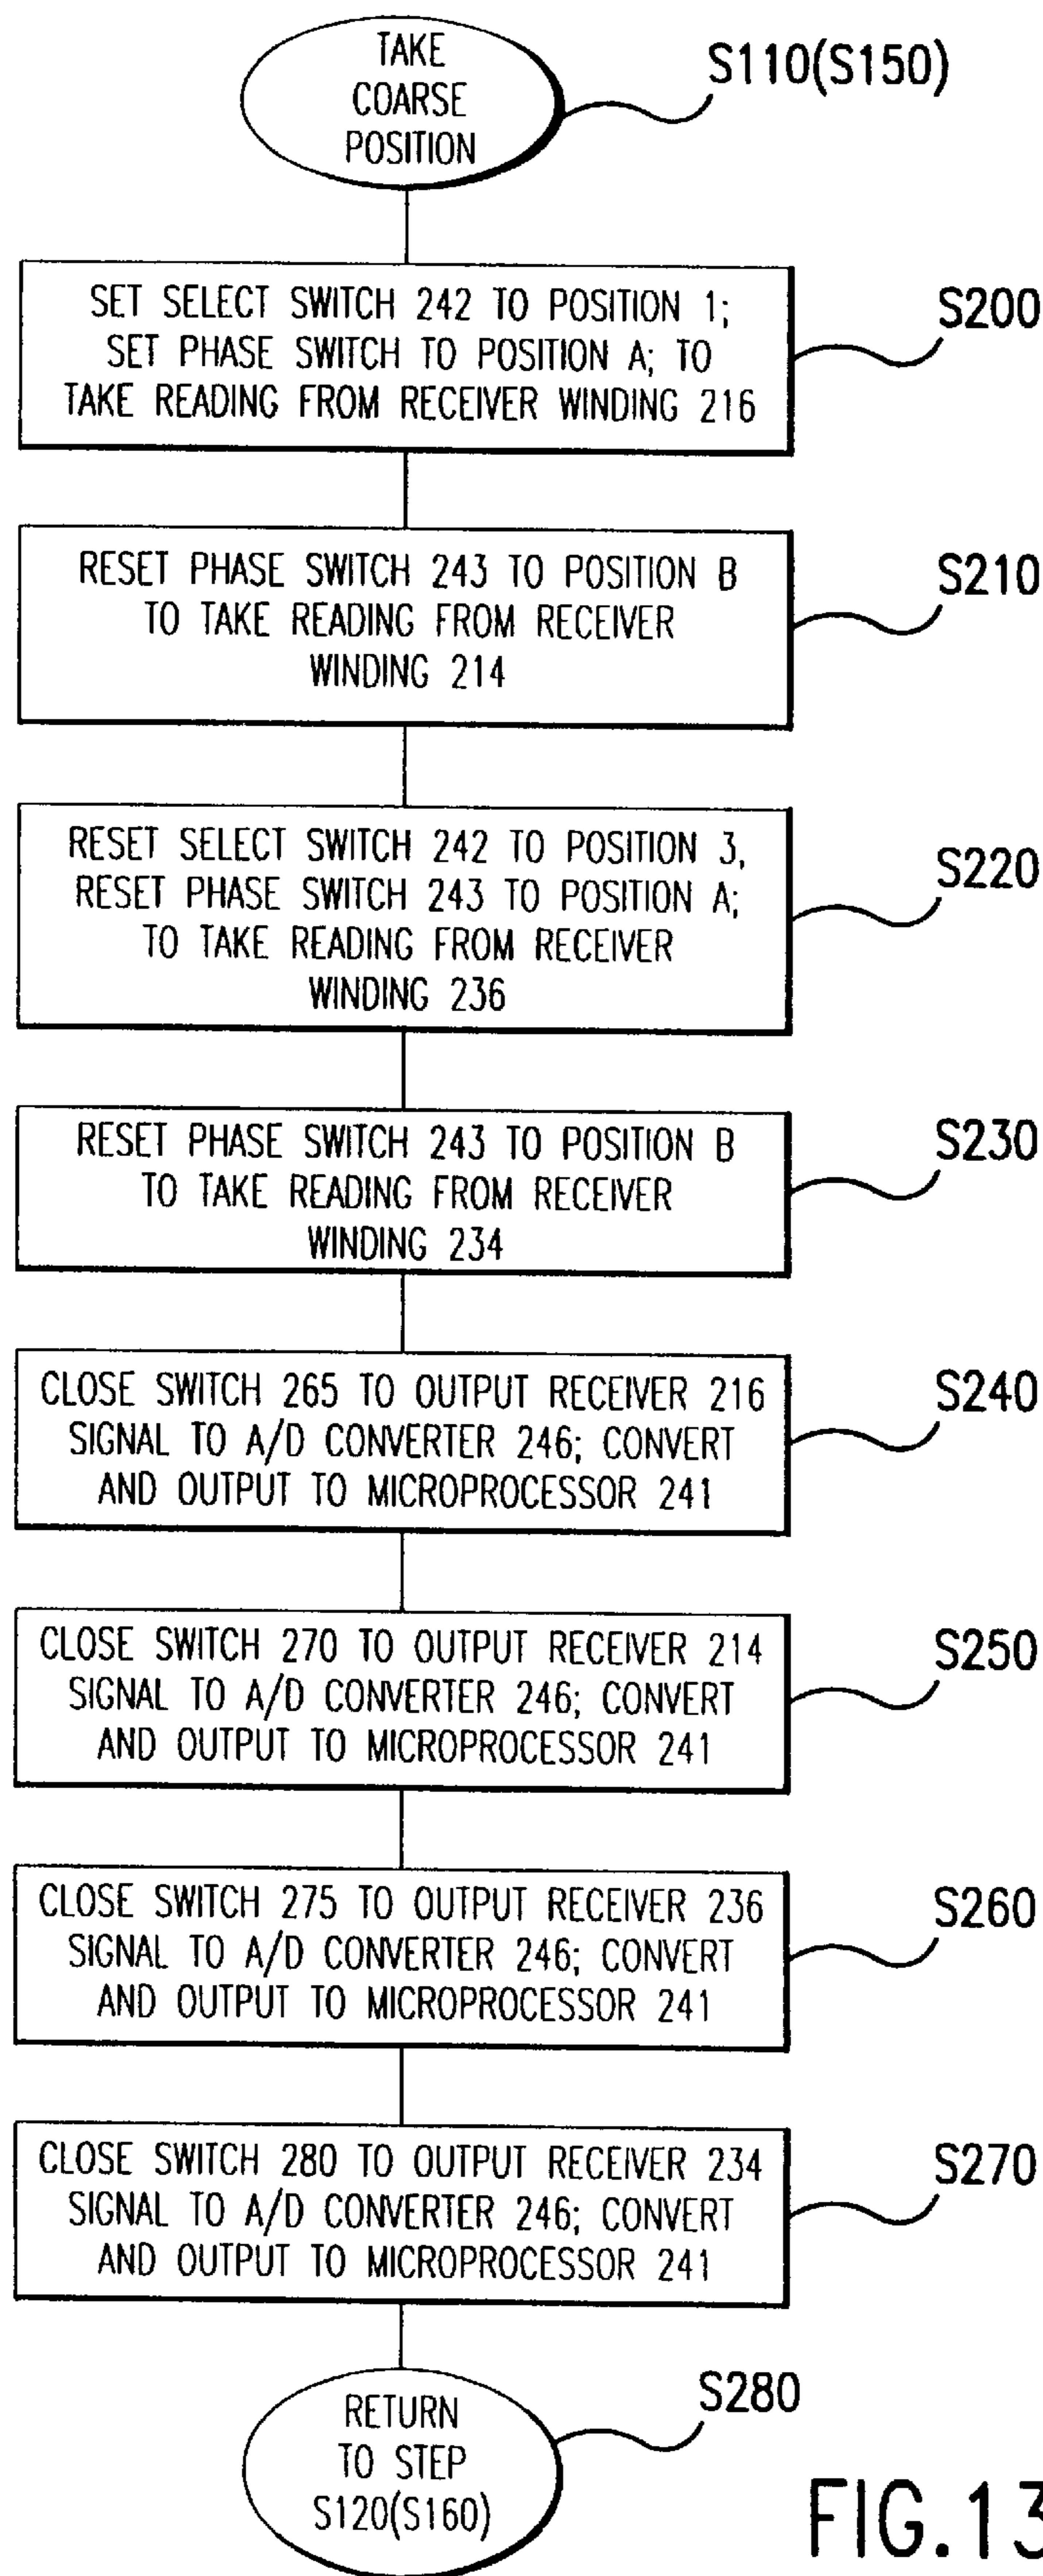 TAKE
COARSE
POSITION
S110(S150)
SET SELECT SWITCH 242 TO POSITION 1;
SET PHASE SWITCH TO POSITION A; TO
TAKE READING FROM RECEIVER WINDING 216
S200
RESET PHASE SWITCH 243 TO POSITION B
TO TAKE READING FROM RECEIVER
WINDING 214
S210
RESET SELECT SWITCH 242 TO POSITION 3,
RESET PHASE SWITCH 243 TO POSITION A;
TO TAKE READING FROM RECEIVER
WINDING 236
S220
RESET PHASE SWITCH 243 TO POSITION B
TO TAKE READING FROM RECEIVER
WINDING 234
S230
CLOSE SWITCH 265 TO OUTPUT RECEIVER 216
SIGNAL TO A/D CONVERTER 246; CONVERT
AND OUTPUT TO MICROPROCESSOR 241
S240
CLOSE SWITCH 270 TO OUTPUT RECEIVER 214
SIGNAL TO A/D CONVERTER 246; CONVERT
AND OUTPUT TO MICROPROCESSOR 241
S250
CLOSE SWITCH 275 TO OUTPUT RECEIVER 236
SIGNAL TO A/D CONVERTER 246; CONVERT
AND OUTPUT TO MICROPROCESSOR 241
S260
CLOSE SWITCH 280 TO OUTPUT RECEIVER 234
SIGNAL TO A/D CONVERTER 246; CONVERT
AND OUTPUT TO MICROPROCESSOR 241
S270
RETURN
TO STEP
S120(S160)
S280
FIG.13